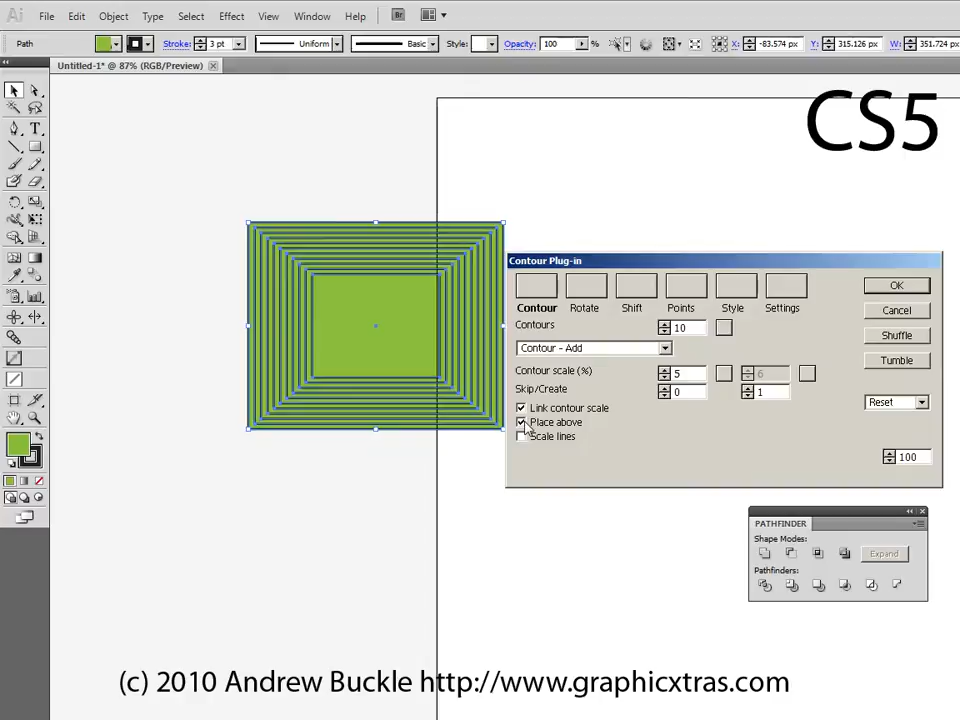 Ai File Edit Object Type Select Effect View Window Help Br
Path Stroke: 3 pt Uniform Basic Style: Opacity: 100 % X: -83.574 px Y: 315.126 px W: 351.724 px
Untitled-1* @ 87% (RGB/Preview)
CS5
Contour Plug-in
OK
Contour Rotate Shift Points Style Settings
Cancel
Contours 10
Shuffle
Contour - Add
Tumble
Contour scale (%) 5 6
Skip/Create 0 1
Reset
Link contour scale
Place above
Scale lines
100
PATHFINDER
Shape Modes:
Expand
Pathfinders:
(c) 2010 Andrew Buckle http://www.graphicxtras.com